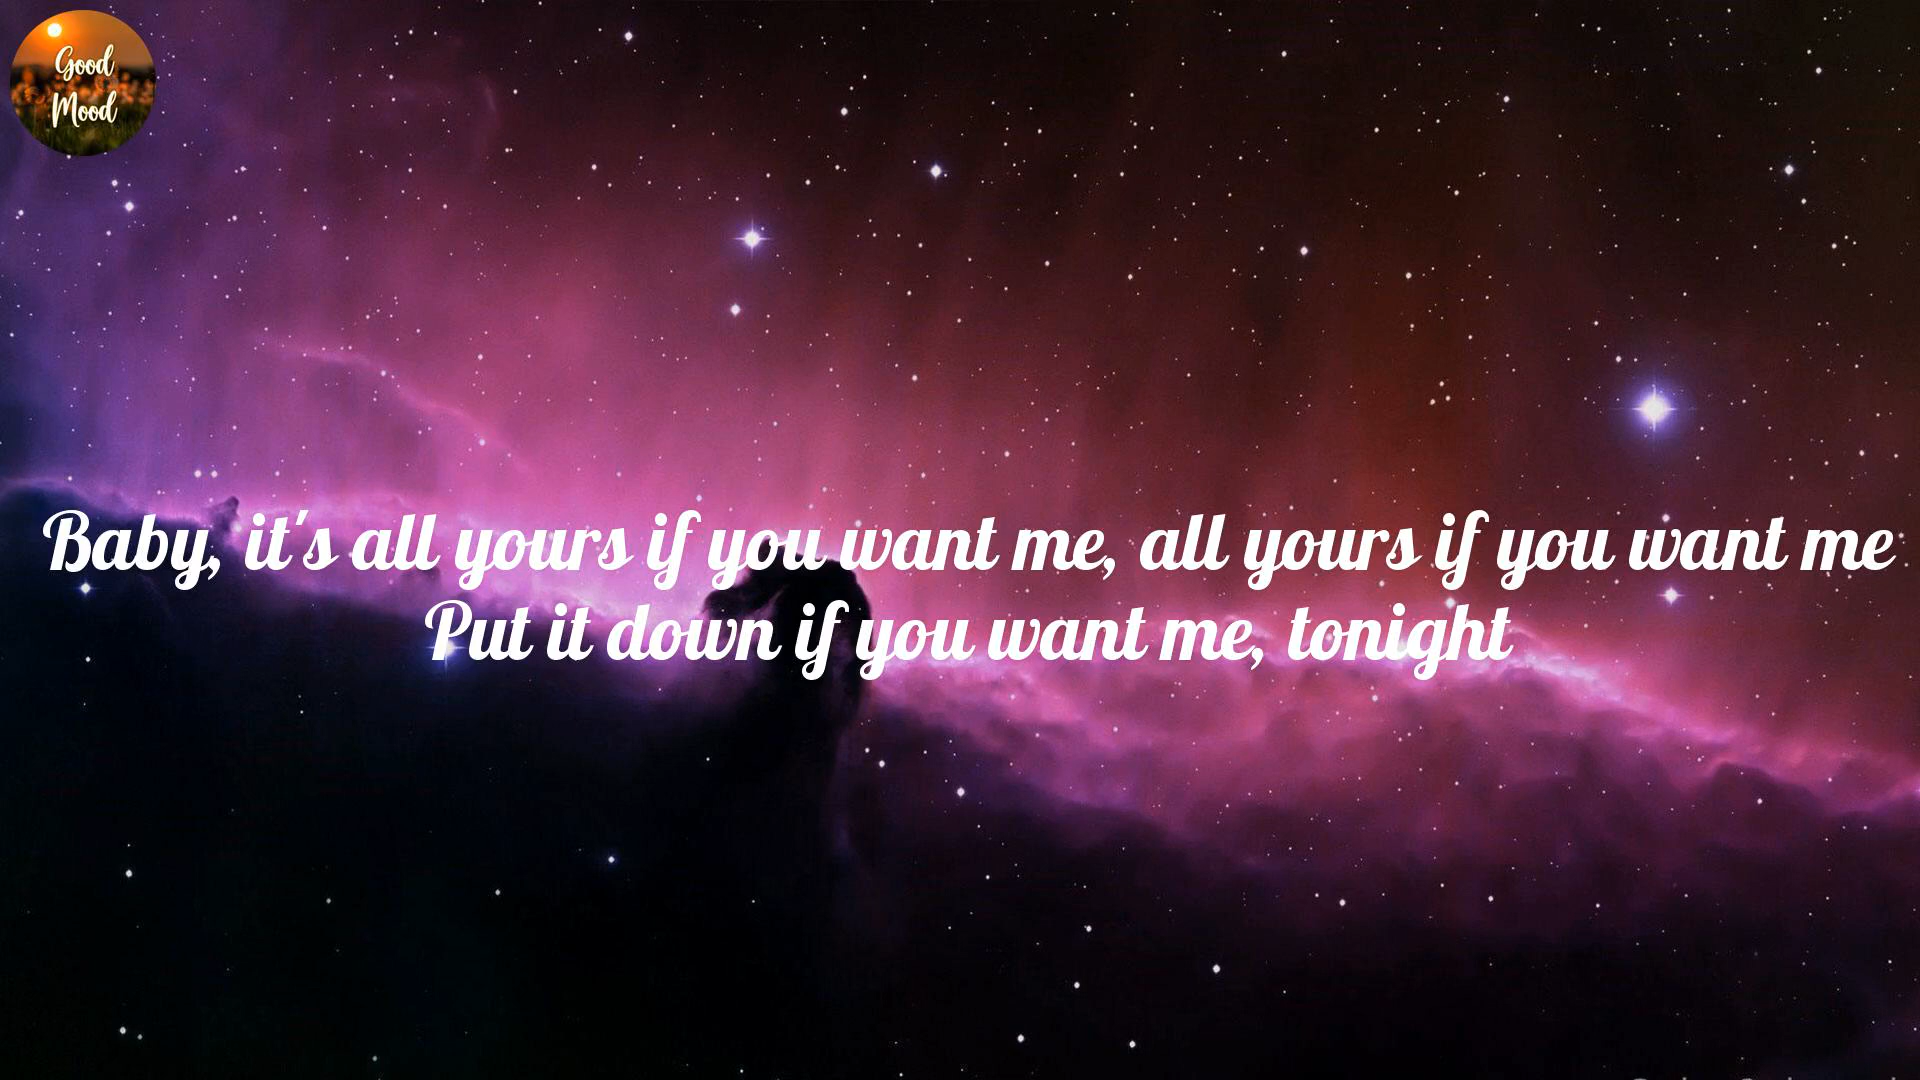 Good
Mood
Baby, it's all yours if you want me, all yours if you want me
Put it down if you want me, tonight